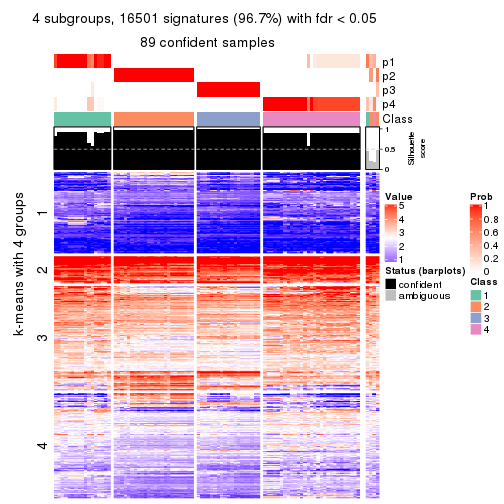 4 subgroups, 16501 signatures (96.7%) with fdr < 0.05
89 confident samples
p1
p2
p3
p4
Class
1
0.5
0
Silhouette
score
k-means with 4 groups
1
2
3
4
Value
5
4
3
2
1
Prob
1
0.8
0.6
0.4
0.2
0
Status (barplots)
confident
ambiguous
Class
1
2
3
4